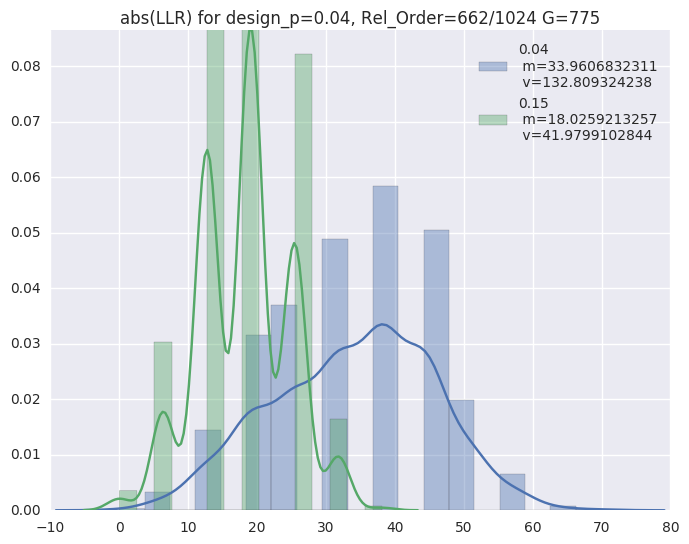 abs(LLR) for design_p=0.04, Rel_Order=662/1024 G=775
0.04
m=33.9606832311
v=132.809324238
0.15
m=18.0259213257
v=41.9799102844
0.08
0.07
0.06
0.05
0.04
0.03
0.02
0.01
0.00
−10 0 10 20 30 40 50 60 70 80